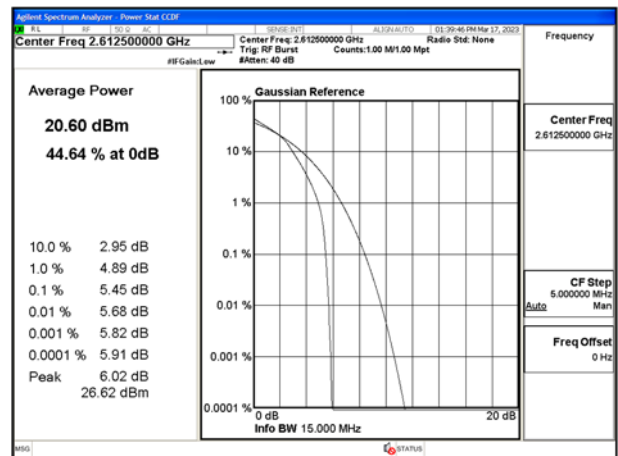 Agilent Spectrum Analyzer - Power Stat CCDF
RL RF 50 Ω AC SENSE:INT ALIGNAUTO 01:39:46 PM Mar 17, 2023
Center Freq 2.612500000 GHz
Center Freq: 2.612500000 GHz Radio Std: None
Trig: RF Burst Counts:1.00 M/1.00 Mpt
#IFGain:Low #Atten: 40 dB
Frequency
Average Power
20.60 dBm
44.64 % at 0dB
10.0 % 2.95 dB
1.0 % 4.89 dB
0.1 % 5.45 dB
0.01 % 5.68 dB
0.001 % 5.82 dB
0.0001 % 5.91 dB
Peak 6.02 dB
26.62 dBm
Gaussian Reference
100 %
10 %
1 %
0.1 %
0.01 %
0.001 %
0.0001 %
0 dB 20 dB
Info BW 15.000 MHz
Center Freq
2.612500000 GHz
CF Step
5.000000 MHz
Auto Man
Freq Offset
0 Hz
MSG STATUS